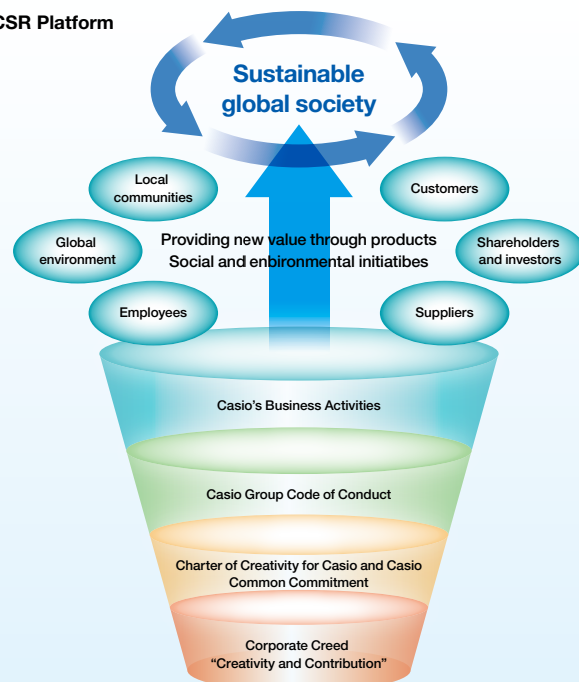 CSR Platform
Sustainable
global society
Local
communities
Customers
Global
environment
Providing new value through products
Social and enbironmental initiatibes
Shareholders
and investors
Employees
Suppliers
Casio's Business Activities
Casio Group Code of Conduct
Charter of Creativity for Casio and Casio
Common Commitment
Corporate Creed
“Creativity and Contribution”